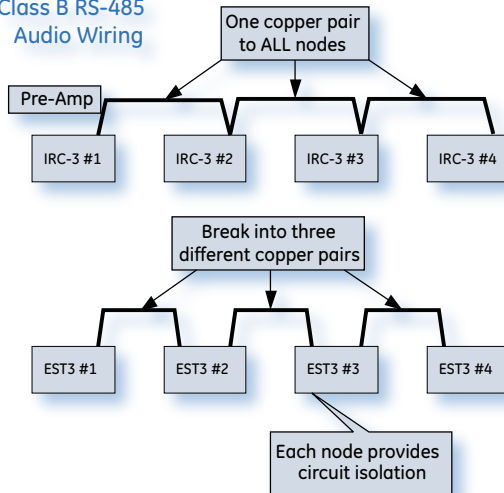 Class B RS-485
Audio Wiring
One copper pair
to ALL nodes
Pre-Amp
IRC-3 #1
IRC-3 #2
IRC-3 #3
IRC-3 #4
Break into three
different copper pairs
EST3 #1
EST3 #2
EST3 #3
EST3 #4
Each node provides
circuit isolation